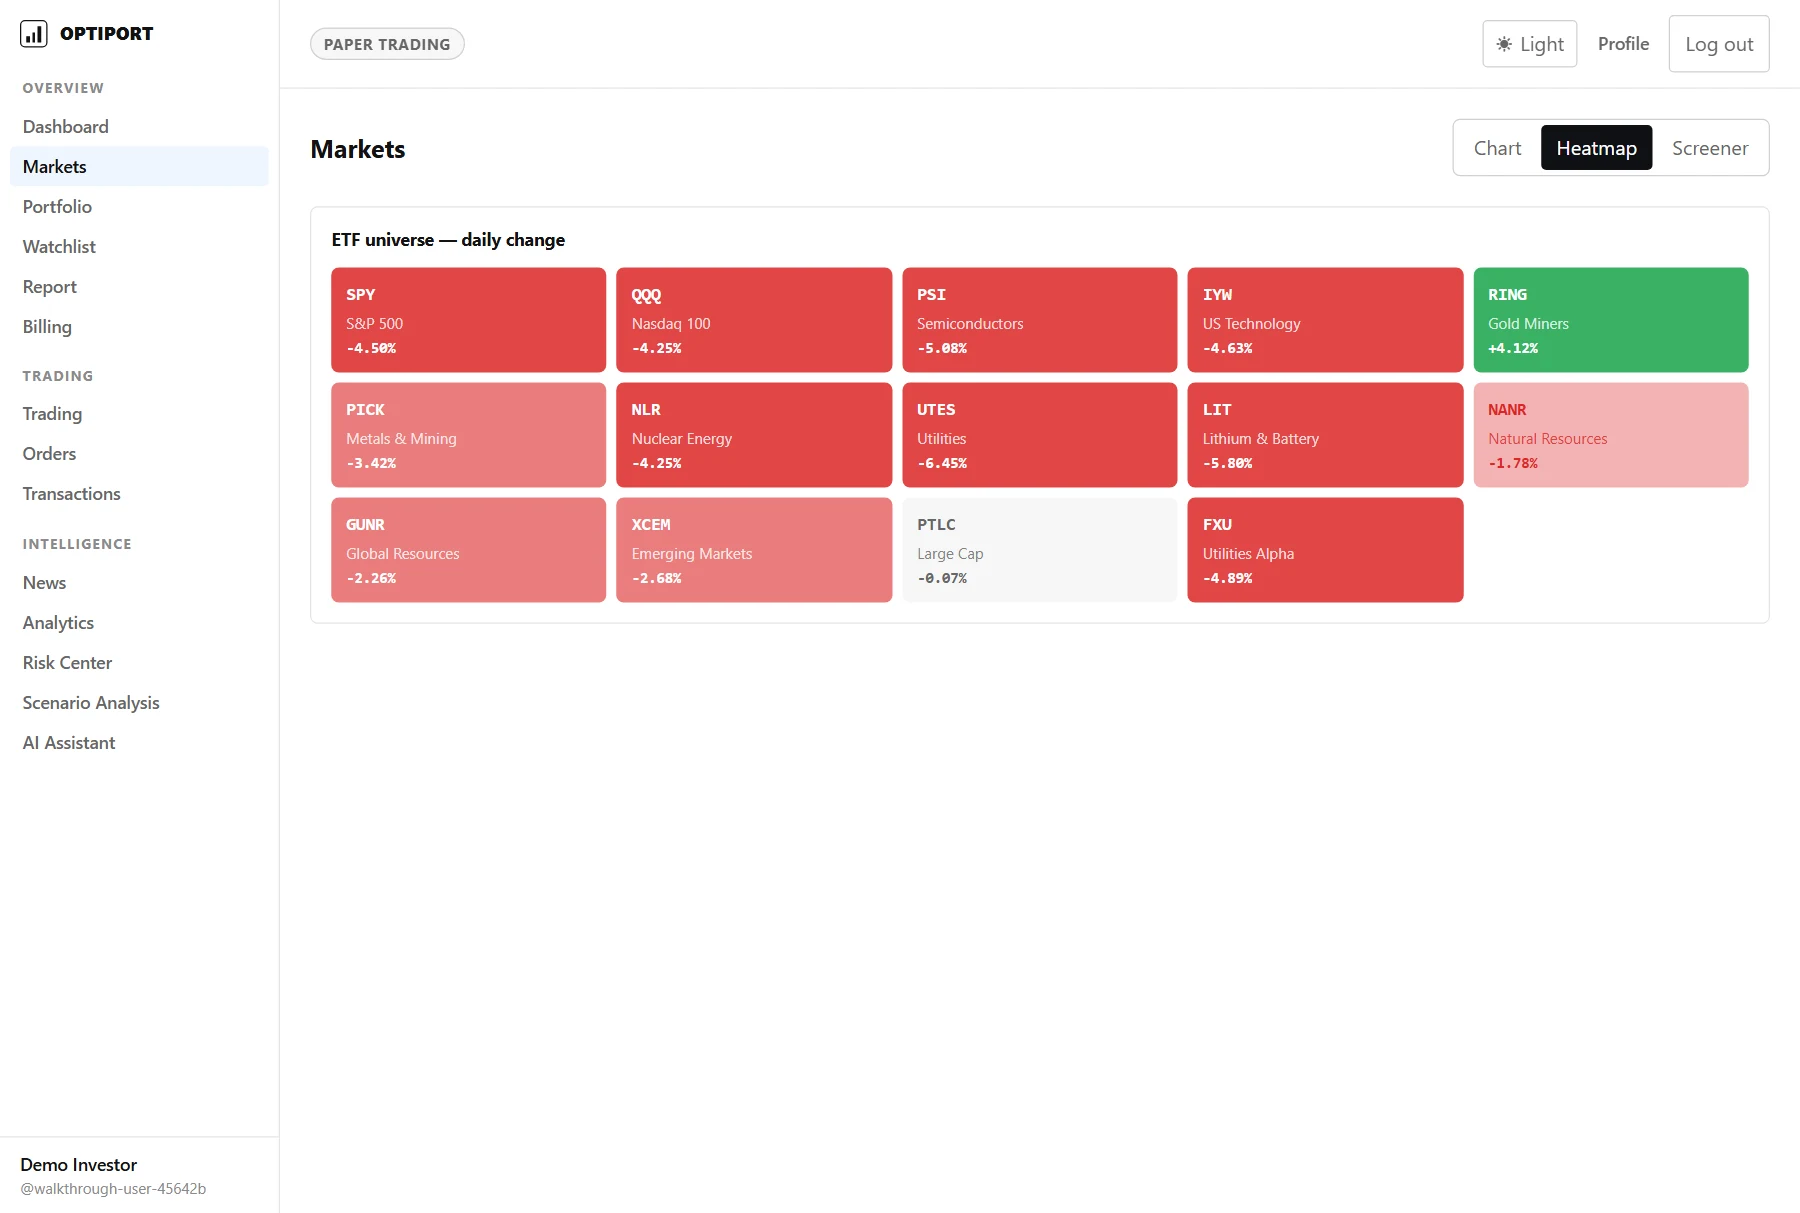 OPTIPORT
OVERVIEW
Dashboard
Markets
Portfolio
Watchlist
Report
Billing
TRADING
Trading
Orders
Transactions
INTELLIGENCE
News
Analytics
Risk Center
Scenario Analysis
AI Assistant
Demo Investor
@walkthrough-user-45642b
PAPER TRADING
Light
Profile
Log out
Markets
Chart
Heatmap
Screener
ETF universe — daily change
SPY
S&P 500
-4.50%
QQQ
Nasdaq 100
-4.25%
PSI
Semiconductors
-5.08%
IYW
US Technology
-4.63%
RING
Gold Miners
+4.12%
PICK
Metals & Mining
-3.42%
NLR
Nuclear Energy
-4.25%
UTES
Utilities
-6.45%
LIT
Lithium & Battery
-5.80%
NANR
Natural Resources
-1.78%
GUNR
Global Resources
-2.26%
XCEM
Emerging Markets
-2.68%
PTLC
Large Cap
-0.07%
FXU
Utilities Alpha
-4.89%